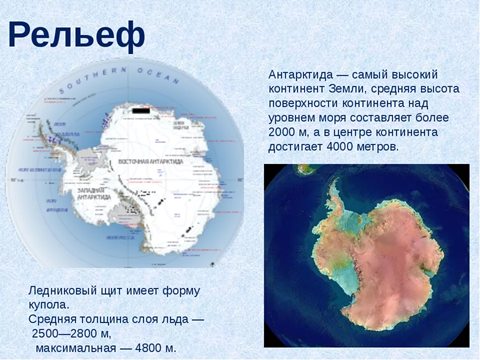 Рельеф
SOUTHERN OCEAN
Антарктида — самый высокий
континент Земли, средняя высота
поверхности континента над
уровнем моря составляет более
2000 м, а в центре континента
достигает 4000 метров.
ВОСТОЧНАЯ АНТАРКТИДА
ЗАПАДНАЯ
АНТАРКТИДА
Ледниковый щит имеет форму
купола.
Средняя толщина слоя льда —
2500—2800 м,
максимальная — 4800 м.